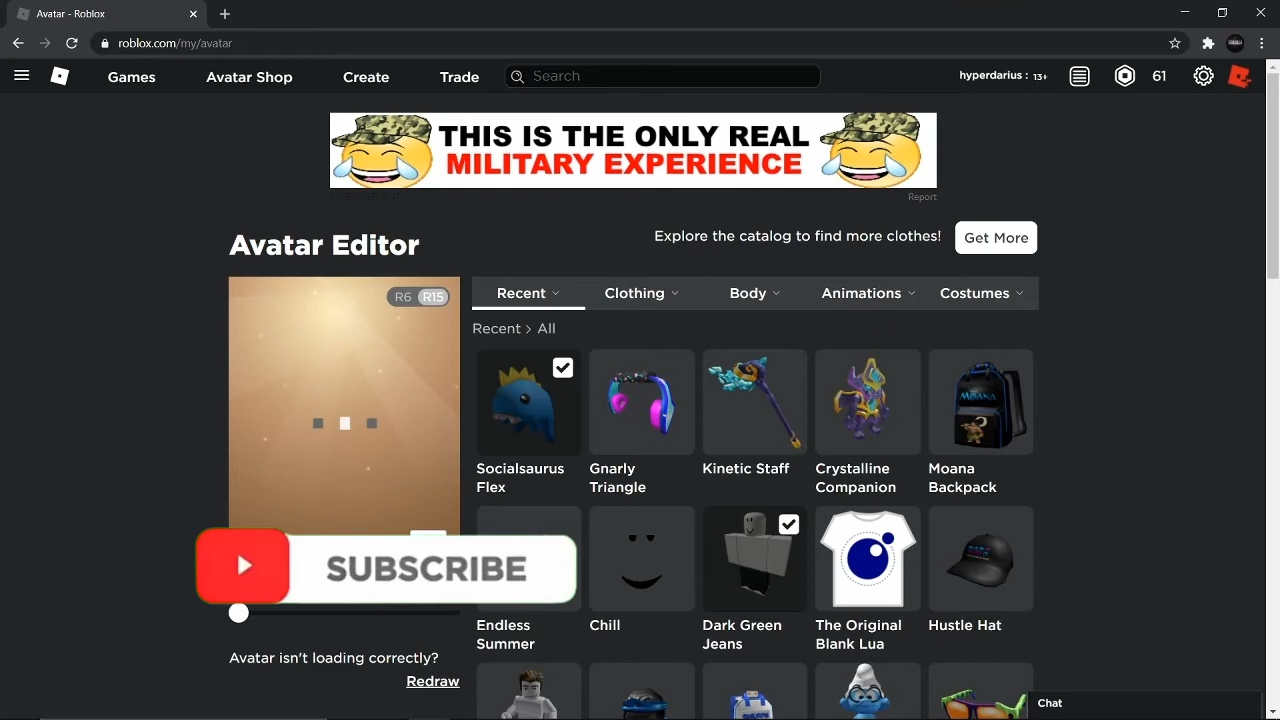 Avatar - Roblox
roblox.com/my/avatar
Games
Avatar Shop
Create
Trade
Search
hyperdarius : 13+
61
THIS IS THE ONLY REAL
MILITARY EXPERIENCE
Report
Avatar Editor
Explore the catalog to find more clothes!
Get More
R6 R15
Recent
Clothing
Body
Animations
Costumes
Recent > All
Socialsaurus
Flex
Gnarly
Triangle
Kinetic Staff
Crystalline
Companion
MOANA
Moana
Backpack
SUBSCRIBE
Endless
Summer
Chill
Dark Green
Jeans
The Original
Blank Lua
Hustle Hat
Avatar isn't loading correctly?
Redraw
Chat